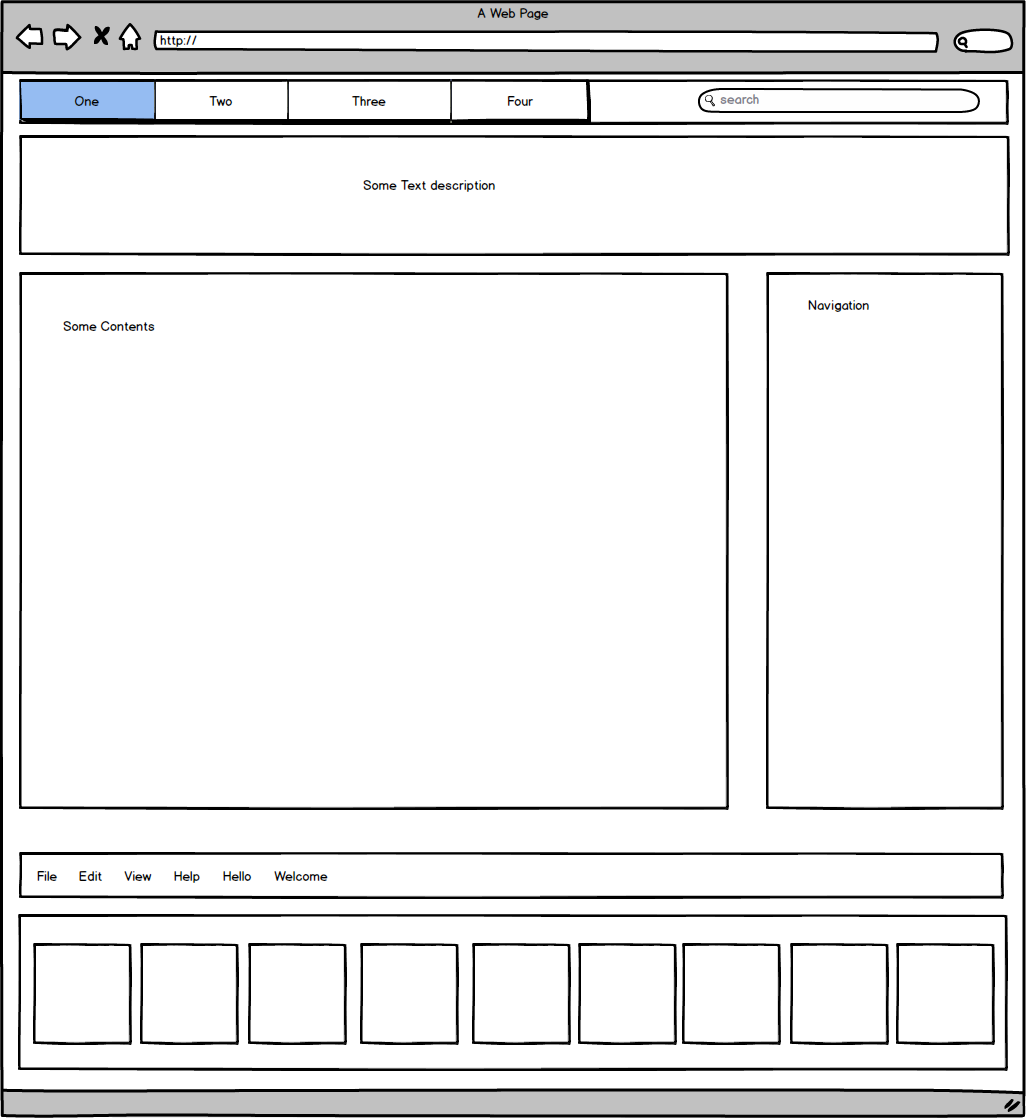 A Web Page
http://
One Two Three Four search
Some Text description
Some Contents
Navigation
File Edit View Help Hello Welcome